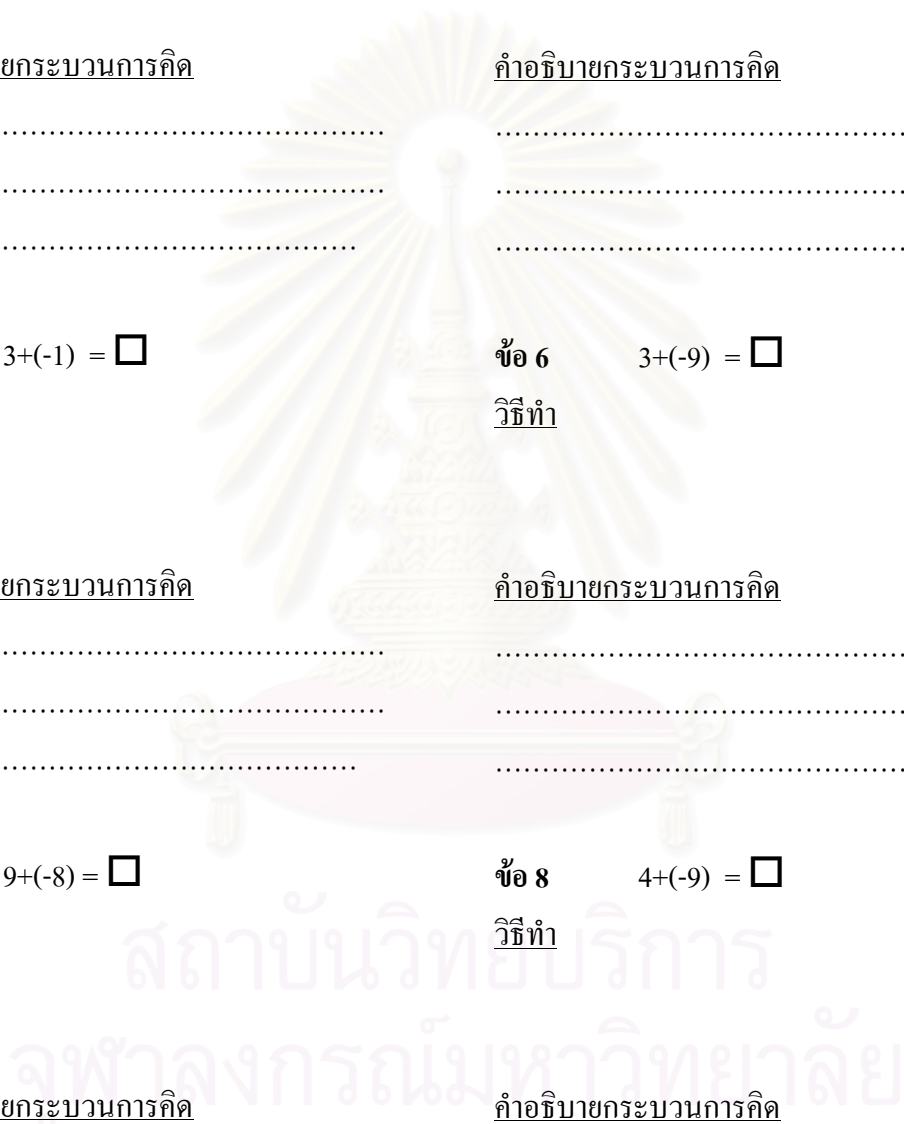 ยกระบวนการคิด
คำอธิบายกระบวนการคิด
.........................................
............................................
.........................................
............................................
......................................
............................................
3+(-1) = □
ข้อ 6 3+(-9) = □
วิธีทำ
ยกระบวนการคิด
คำอธิบายกระบวนการคิด
.........................................
............................................
.........................................
............................................
......................................
............................................
9+(-8) = □
ข้อ 8 4+(-9) = □
วิธีทำ
สถาบันวิทยบริการ
จุฬาลงกรณ์มหาวิทยาลัย
ยกระบวนการคิด
คำอธิบายกระบวนการคิด